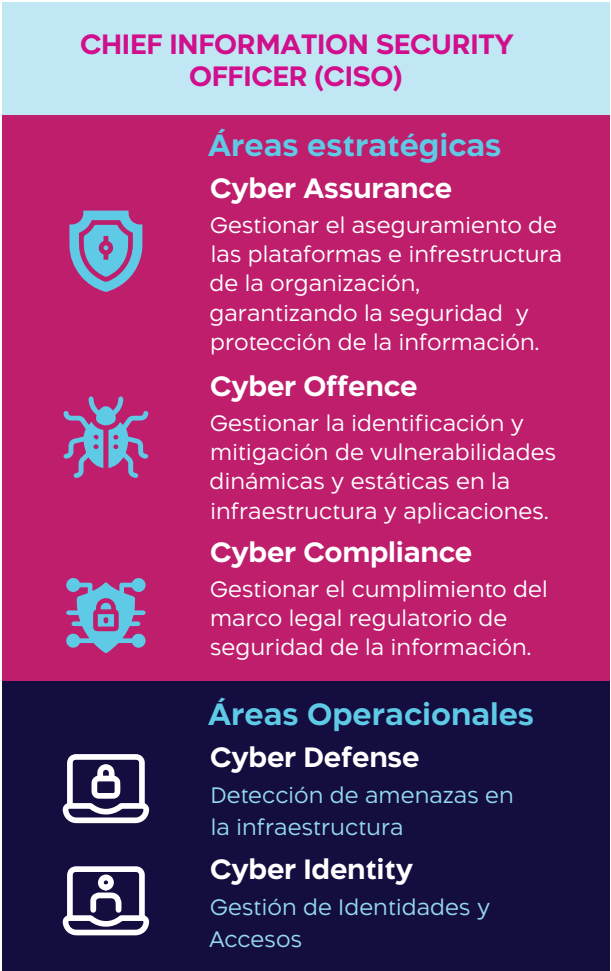 CHIEF INFORMATION SECURITY
OFFICER (CISO)
Áreas estratégicas
Cyber Assurance
Gestionar el aseguramiento de
las plataformas e infrestructura
de la organización,
garantizando la seguridad y
protección de la información.
Cyber Offence
Gestionar la identificación y
mitigación de vulnerabilidades
dinámicas y estáticas en la
infraestructura y aplicaciones.
Cyber Compliance
Gestionar el cumplimiento del
marco legal regulatorio de
seguridad de la información.
Áreas Operacionales
Cyber Defense
Detección de amenazas en
la infraestructura
Cyber Identity
Gestión de Identidades y
Accesos